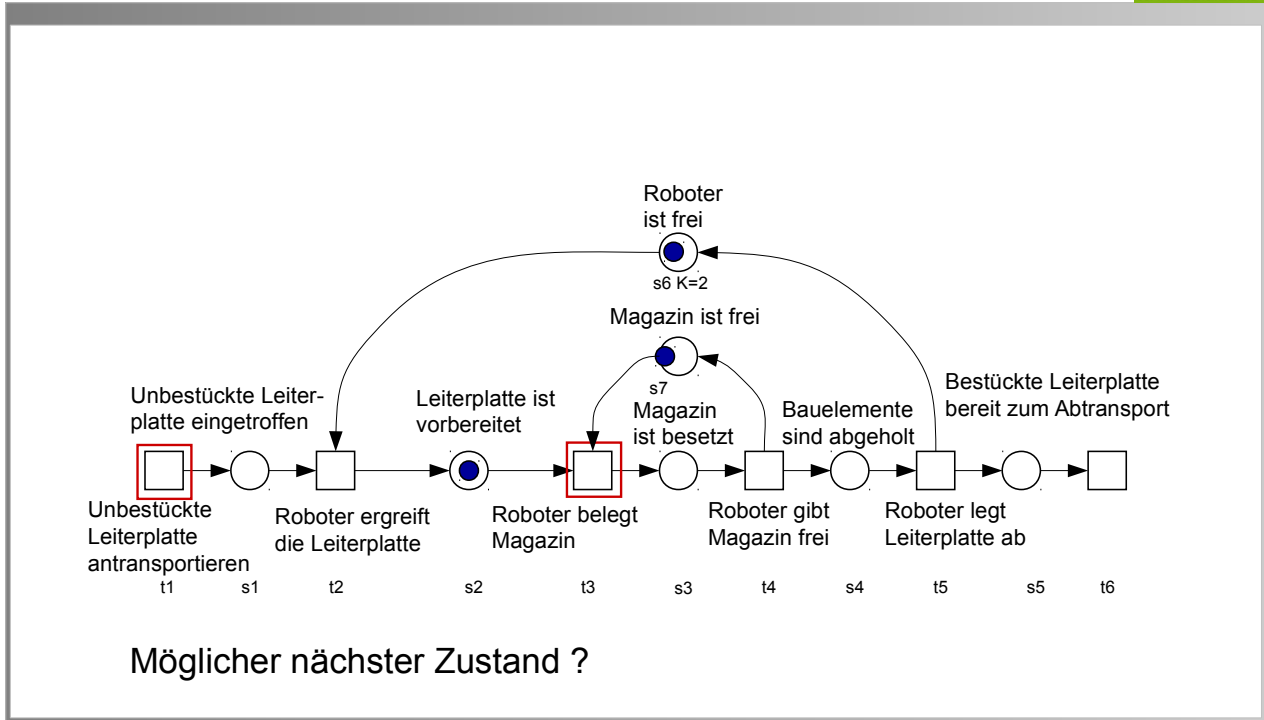 Roboter
ist frei
s6 K=2
Magazin ist frei
s7
Unbestückte Leiter-
platte eingetroffen
Leiterplatte ist
vorbereitet
Magazin
ist besetzt
Bauelemente
sind abgeholt
Bestückte Leiterplatte
bereit zum Abtransport
Unbestückte
Leiterplatte
antransportieren
Roboter ergreift
die Leiterplatte
Roboter belegt
Magazin
Roboter gibt
Magazin frei
Roboter legt
Leiterplatte ab
t1 s1 t2 s2 t3 s3 t4 s4 t5 s5 t6
Möglicher nächster Zustand ?